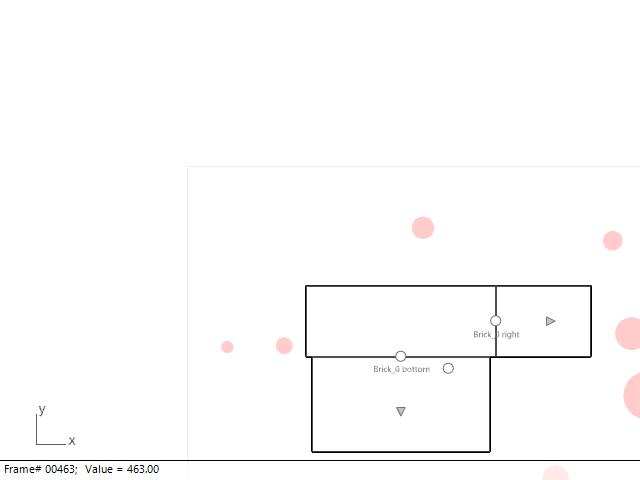 Brick_0 right
Brick_0 bottom
y
x
Frame# 00463;  Value = 463.00